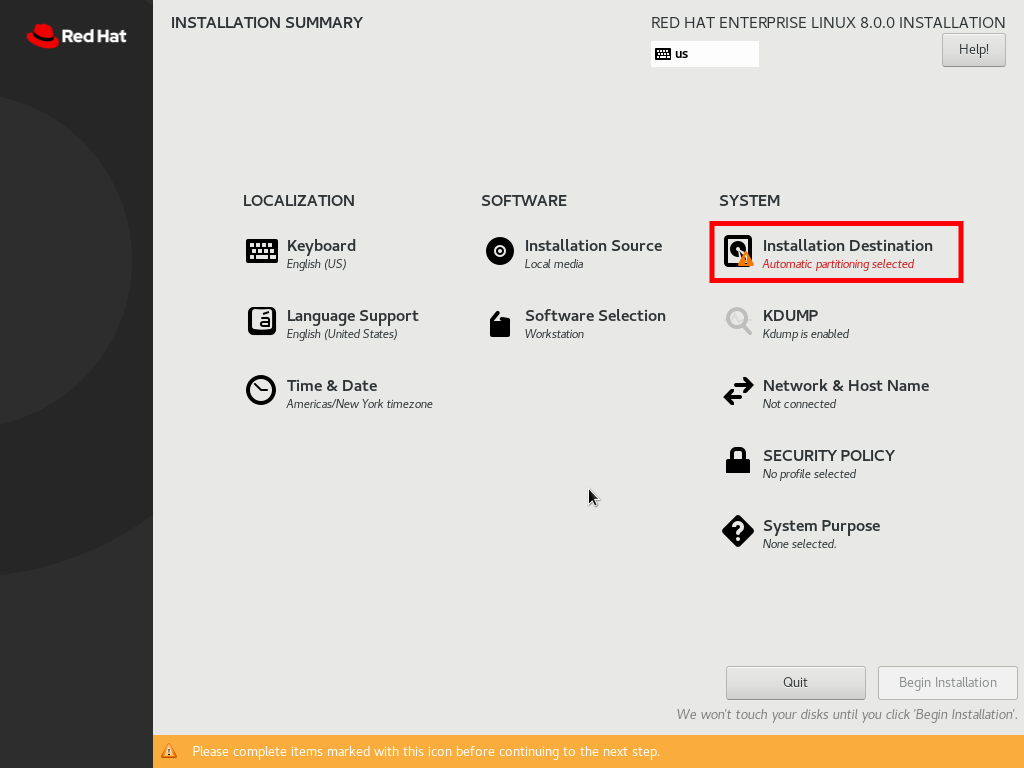 Red Hat
INSTALLATION SUMMARY
RED HAT ENTERPRISE LINUX 8.0.0 INSTALLATION
us
Help!
LOCALIZATION
Keyboard
English (US)
Language Support
English (United States)
Time & Date
Americas/New York timezone
SOFTWARE
Installation Source
Local media
Software Selection
Workstation
SYSTEM
Installation Destination
Automatic partitioning selected
KDUMP
Kdump is enabled
Network & Host Name
Not connected
SECURITY POLICY
No profile selected
System Purpose
None selected.
Quit
Begin Installation
We won't touch your disks until you click 'Begin Installation'.
Please complete items marked with this icon before continuing to the next step.